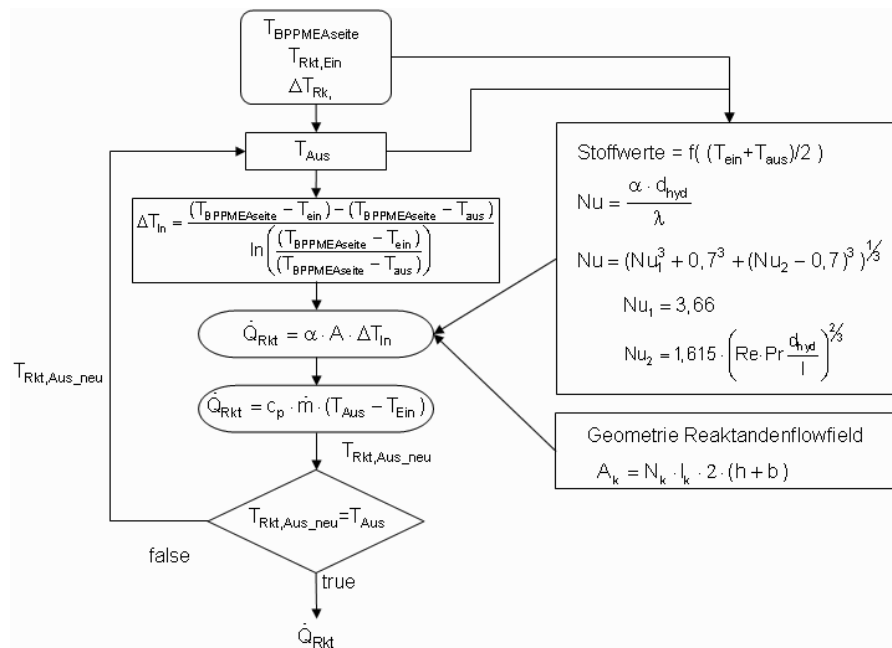 T_BPPMEAseite
T_Rkt,Ein
ΔT_Rk,
T_Aus
ΔT_ln = ((T_BPPMEAseite − T_ein) − (T_BPPMEAseite − T_aus)) / ln((T_BPPMEAseite − T_ein) / (T_BPPMEAseite − T_aus))
Q̇_Rkt = α · A · ΔT_ln
Q̇_Rkt = c_p · ṁ · (T_Aus − T_Ein)
T_Rkt,Aus_neu
T_Rkt,Aus_neu
T_Rkt,Aus_neu=T_Aus
false
true
Q̇_Rkt
Stoffwerte = f( (T_ein+T_aus)/2 )
Nu = (α · d_hyd) / λ
Nu = (Nu_1^3 + 0,7^3 + (Nu_2 − 0,7)^3)^(1/3)
Nu_1 = 3,66
Nu_2 = 1,615 · (Re · Pr d_hyd / l)^(2/3)
Geometrie Reaktandenflowfield
A_k = N_k · l_k · 2 · (h + b)